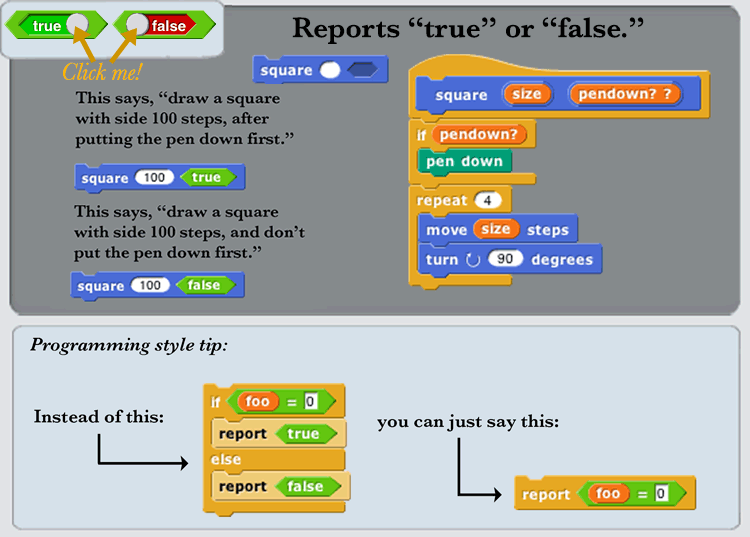 true false
Reports “true” or “false.”
Click me!
square
This says, “draw a square
with side 100 steps, after
putting the pen down first.”
square 100 true
This says, “draw a square
with side 100 steps, and don’t
put the pen down first.”
square 100 false
square size pendown? ?
if pendown?
pen down
repeat 4
move size steps
turn ↻ 90 degrees
Programming style tip:
Instead of this:
if foo = 0
report true
else
report false
you can just say this:
report foo = 0